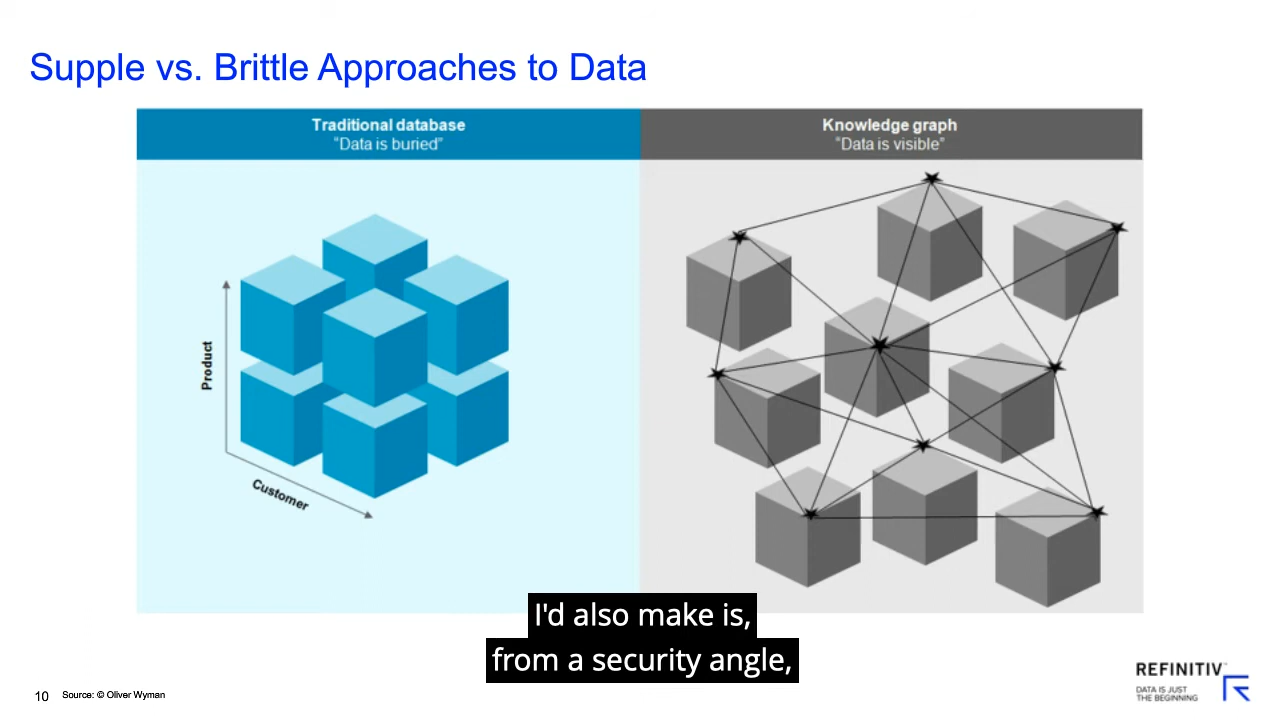 Supple vs. Brittle Approaches to Data
Traditional database
"Data is buried"
Knowledge graph
"Data is visible"
Product
Customer
I'd also make is,
from a security angle,
10
Source: © Oliver Wyman
REFINITIV
DATA IS JUST
THE BEGINNING